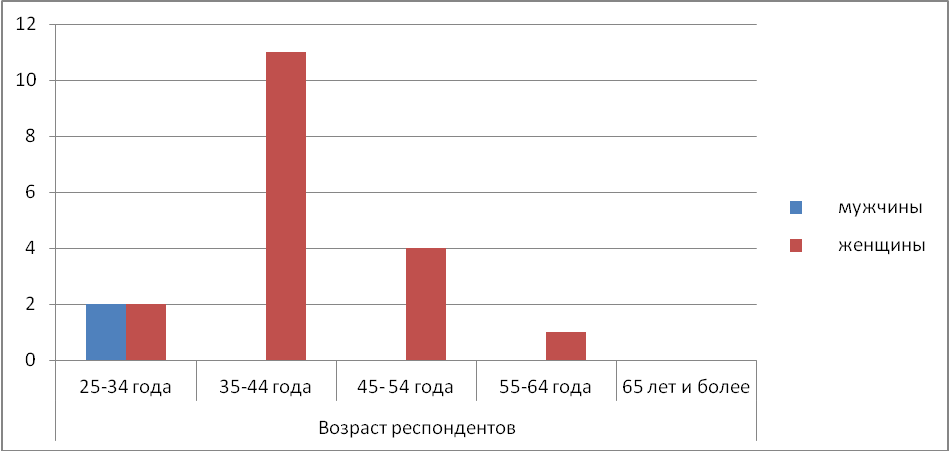 12
10
8
6
4
2
0
25-34 года
35-44 года
45- 54 года
55-64 года
65 лет и более
Возраст респондентов
мужчины
женщины